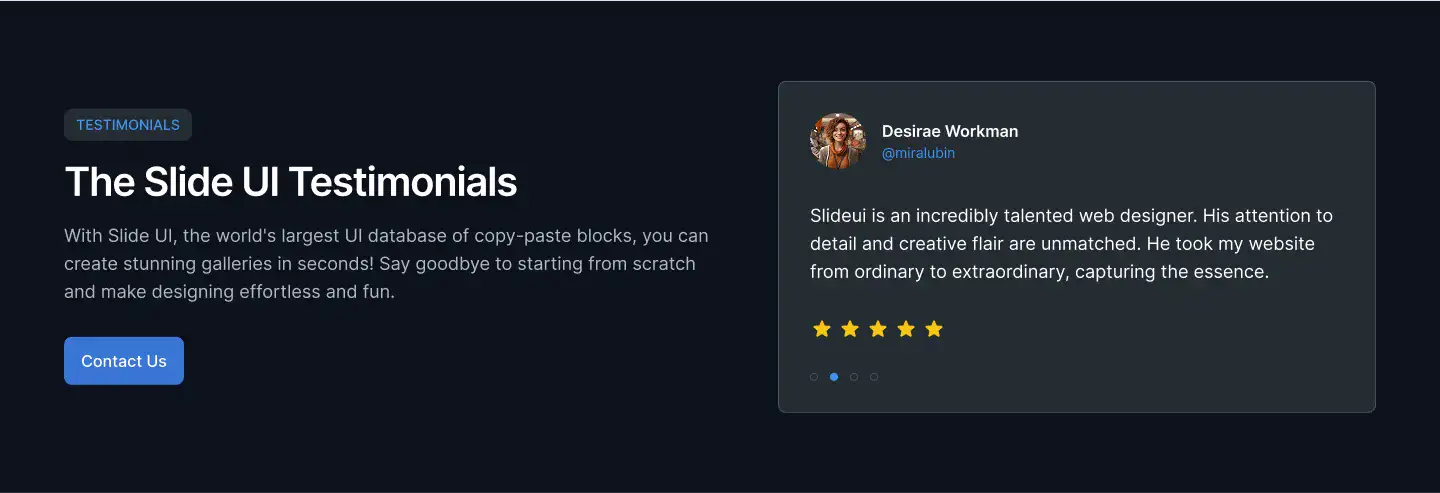 TESTIMONIALS
The Slide UI Testimonials
With Slide UI, the world's largest UI database of copy-paste blocks, you can
create stunning galleries in seconds! Say goodbye to starting from scratch
and make designing effortless and fun.
Contact Us
Desirae Workman
@miralubin
Slideui is an incredibly talented web designer. His attention to
detail and creative flair are unmatched. He took my website
from ordinary to extraordinary, capturing the essence.